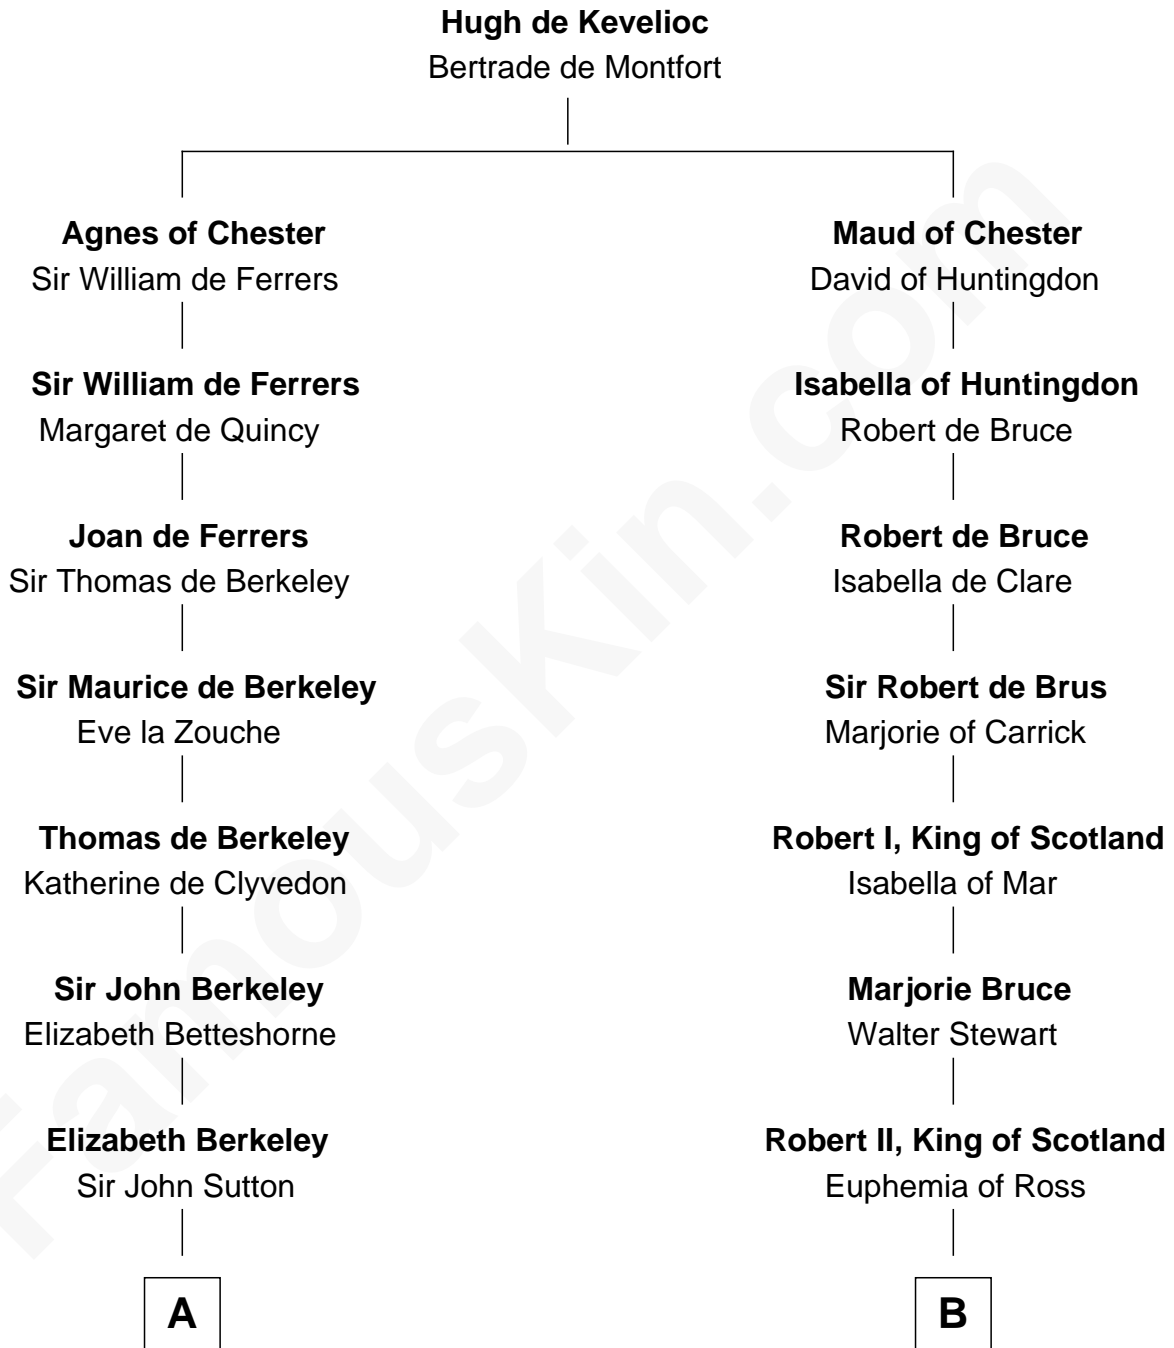 Hugh de Kevelioc
Bertrade de Montfort
Agnes of Chester
Sir William de Ferrers
Maud of Chester
David of Huntingdon
Sir William de Ferrers
Margaret de Quincy
Isabella of Huntingdon
Robert de Bruce
Joan de Ferrers
Sir Thomas de Berkeley
Robert de Bruce
Isabella de Clare
Sir Maurice de Berkeley
Eve la Zouche
Sir Robert de Brus
Marjorie of Carrick
Thomas de Berkeley
Katherine de Clyvedon
Robert I, King of Scotland
Isabella of Mar
Sir John Berkeley
Elizabeth Betteshorne
Marjorie Bruce
Walter Stewart
Elizabeth Berkeley
Sir John Sutton
Robert II, King of Scotland
Euphemia of Ross
A
B
FamousKin.com